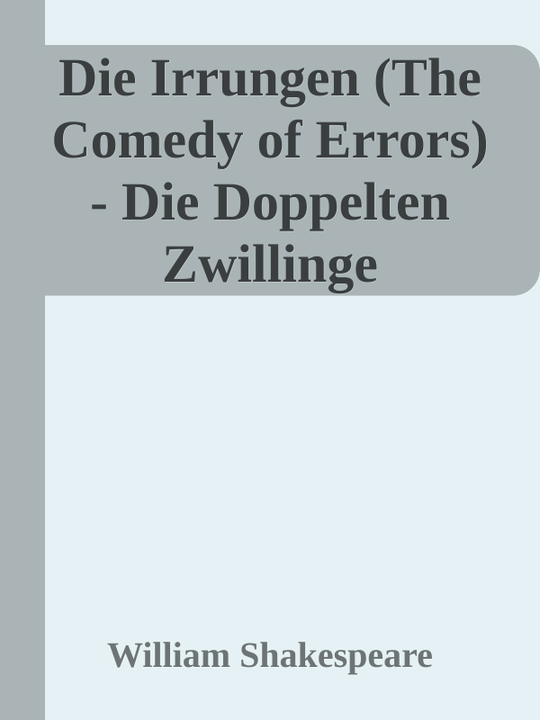 Die Irrungen (The
Comedy of Errors)
- Die Doppelten
Zwillinge
William Shakespeare